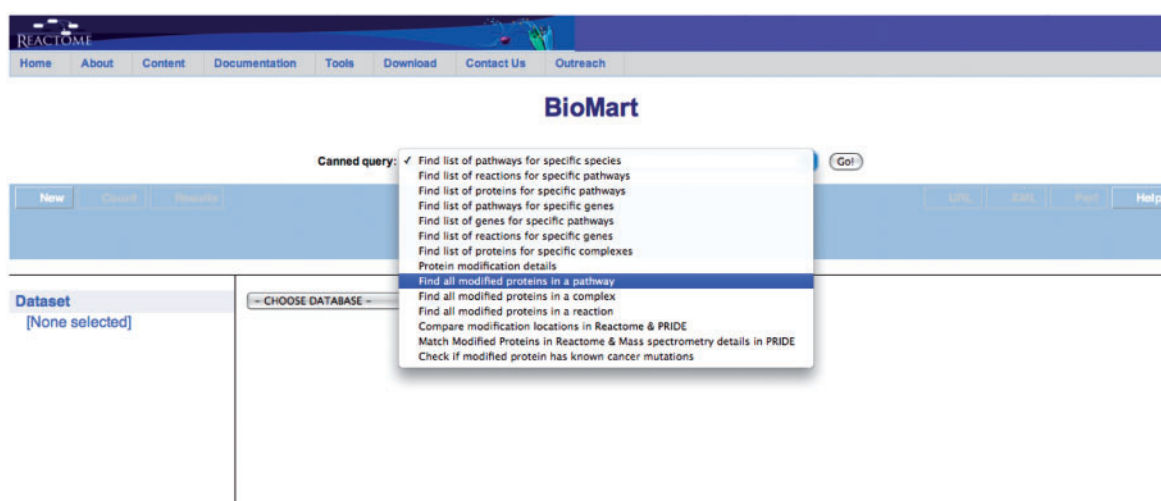 REACTOME
Home About Content Documentation Tools Download Contact Us Outreach
BioMart
Canned query: ✓ Find list of pathways for specific species Go!
Find list of reactions for specific pathways
Find list of proteins for specific pathways
Find list of pathways for specific genes
Find list of genes for specific pathways
Find list of reactions for specific genes
Find list of proteins for specific complexes
Protein modification details
Find all modified proteins in a pathway
Find all modified proteins in a complex
Find all modified proteins in a reaction
Compare modification locations in Reactome & PRIDE
Match Modified Proteins in Reactome & Mass spectrometry details in PRIDE
Check if modified protein has known cancer mutations
New Count Results URL XML Perl Help
Dataset
[None selected]
- CHOOSE DATABASE -